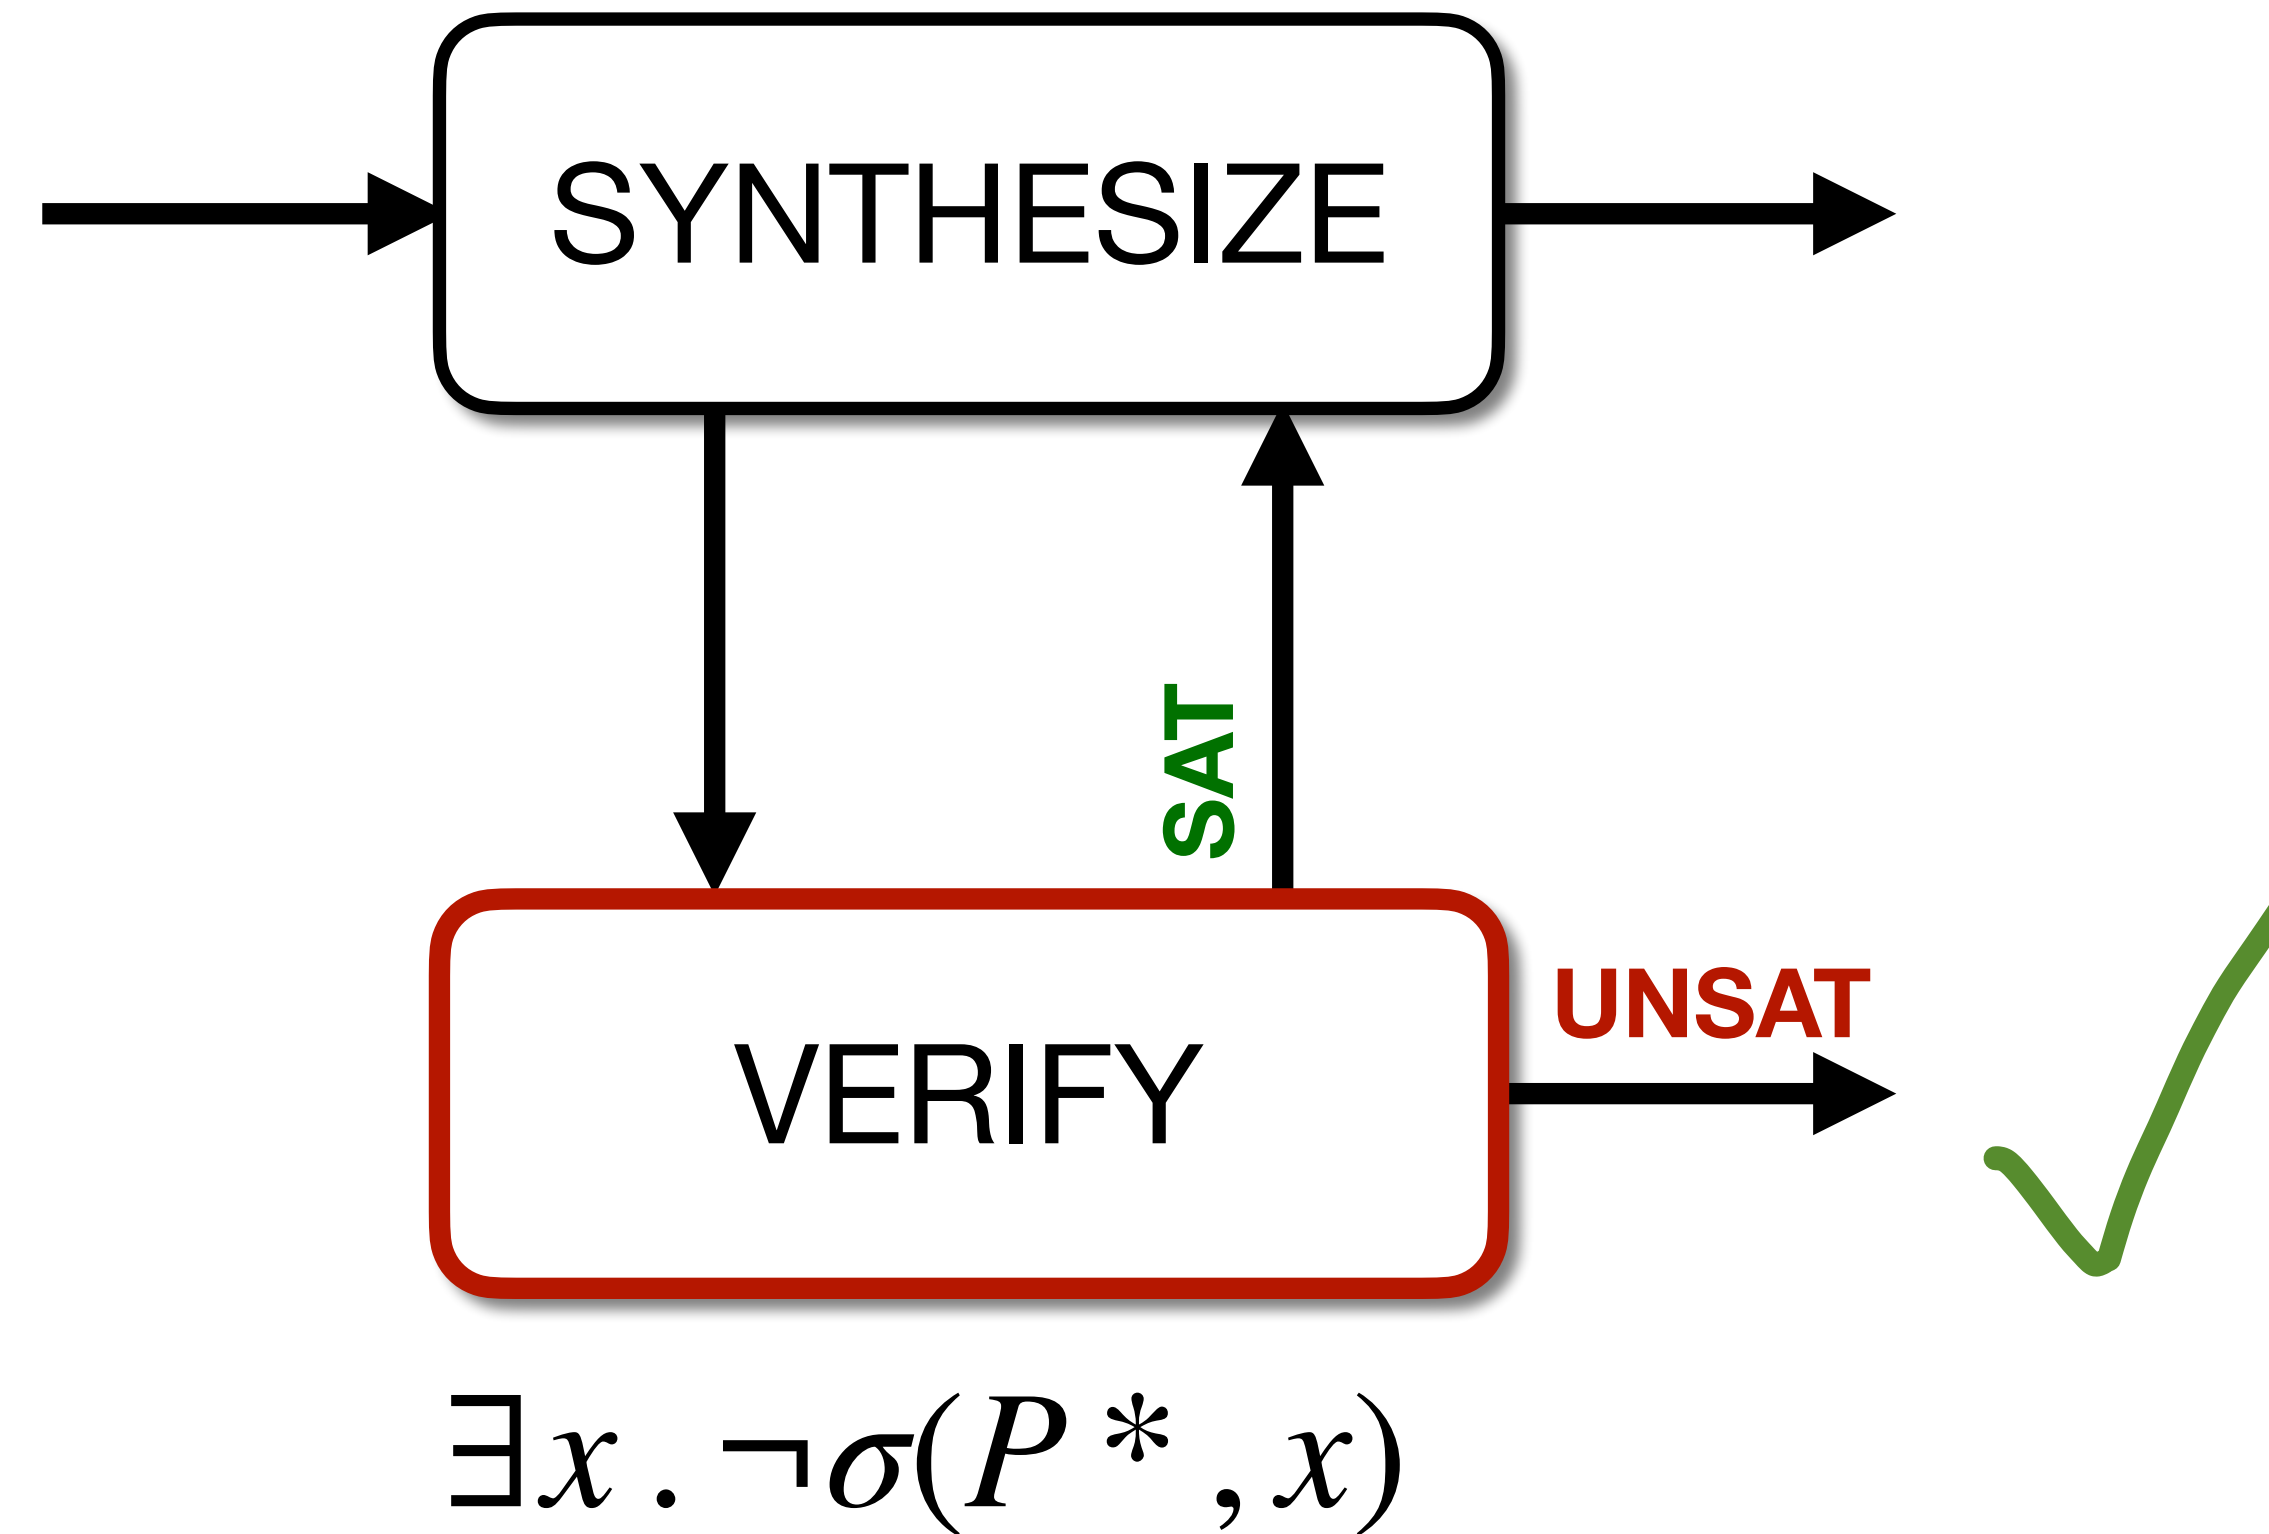 SYNTHESIZE
SAT
UNSAT
VERIFY
∃x. ¬σ(P*, x)